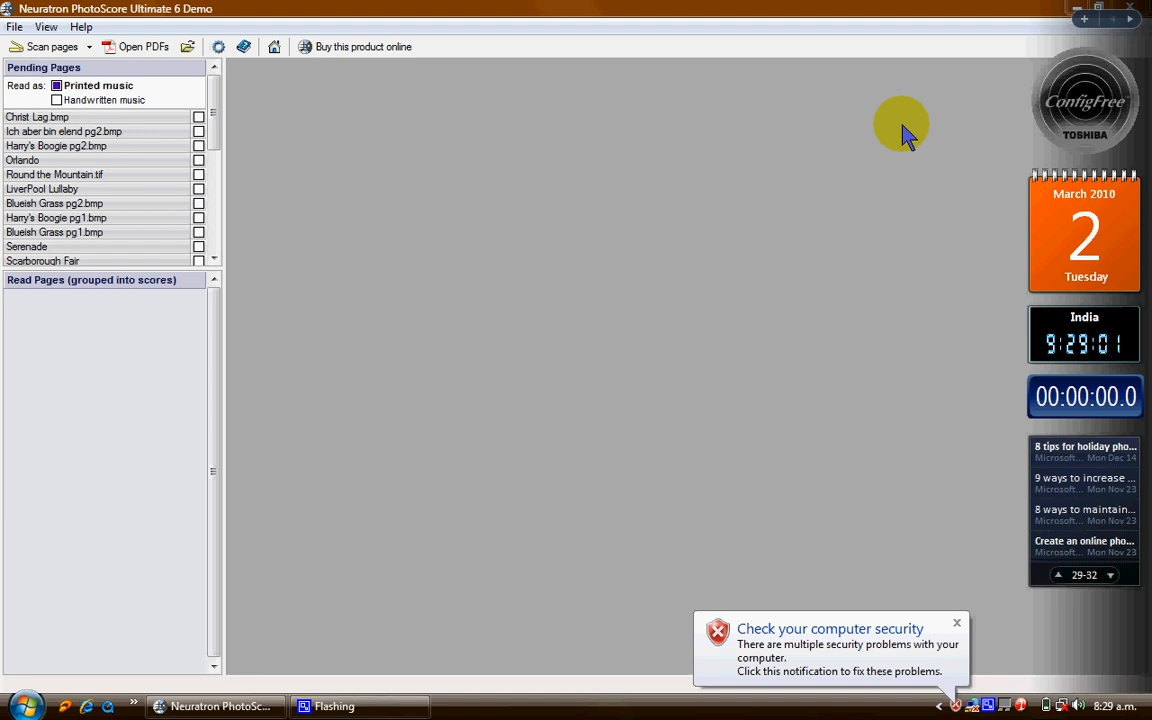 Neuratron PhotoScore Ultimate 6 Demo
File View Help
Scan pages Open PDFs Buy this product online
Pending Pages
Read as: Printed music
Handwritten music
Christ Lag.bmp
Ich aber bin elend pg2.bmp
Harry's Boogie pg2.bmp
Orlando
Round the Mountain.tif
LiverPool Lullaby
Blueish Grass pg2.bmp
Harry's Boogie pg1.bmp
Blueish Grass pg1.bmp
Serenade
Scarborough Fair
Read Pages (grouped into scores)
ConfigFree
TOSHIBA
March 2010
2
Tuesday
India
9:29:01
00:00:00.0
8 tips for holiday pho...
Microsoft... Mon Dec 14
9 ways to increase ...
Microsoft... Mon Nov 23
8 ways to maintain...
Microsoft... Mon Nov 23
Create an online pho...
Microsoft... Mon Nov 23
29-32
Check your computer security
There are multiple security problems with your
computer.
Click this notification to fix these problems.
Neuratron PhotoSc... Flashing 8:29 a.m.